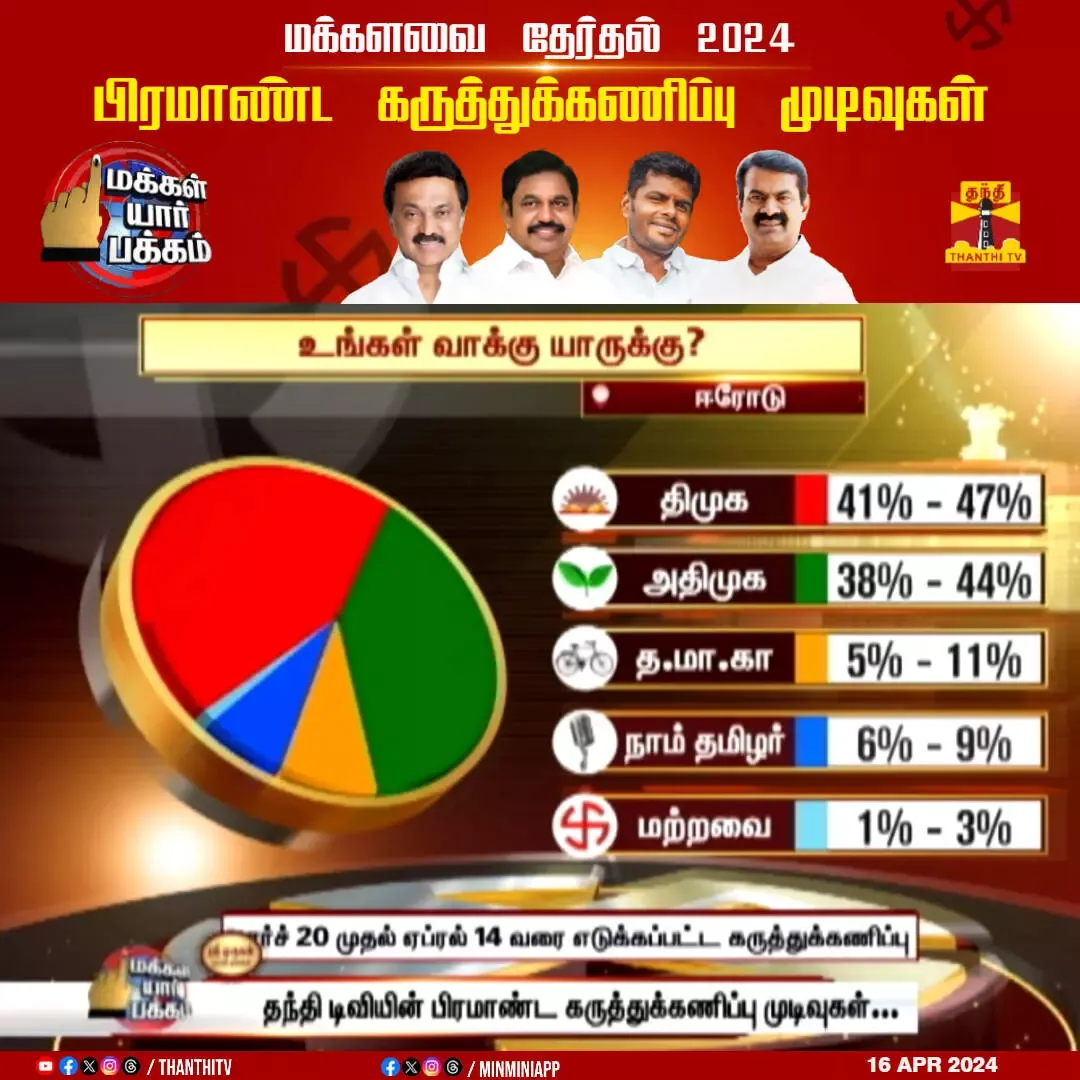 மக்களவை தேர்தல் 2024
பிரமாண்ட கருத்துக்கணிப்பு முடிவுகள்
மக்கள்
யார்
பக்கம்
தந்தி
THANTHI TV
உங்கள் வாக்கு யாருக்கு?
ஈரோடு
திமுக 41% - 47%
அதிமுக 38% - 44%
த.மா.கா 5% - 11%
நாம் தமிழர் 6% - 9%
மற்றவை 1% - 3%
20 முதல் ஏப்ரல் 14 வரை எடுக்கப்பட்ட கருத்துக்கணிப்பு
மக்கள்
யார்
பக்கம்
தந்தி டிவியின் பிரமாண்ட கருத்துக்கணிப்பு முடிவுகள்...
/ THANTHITV
/ MINMINIAPP
16 APR 2024